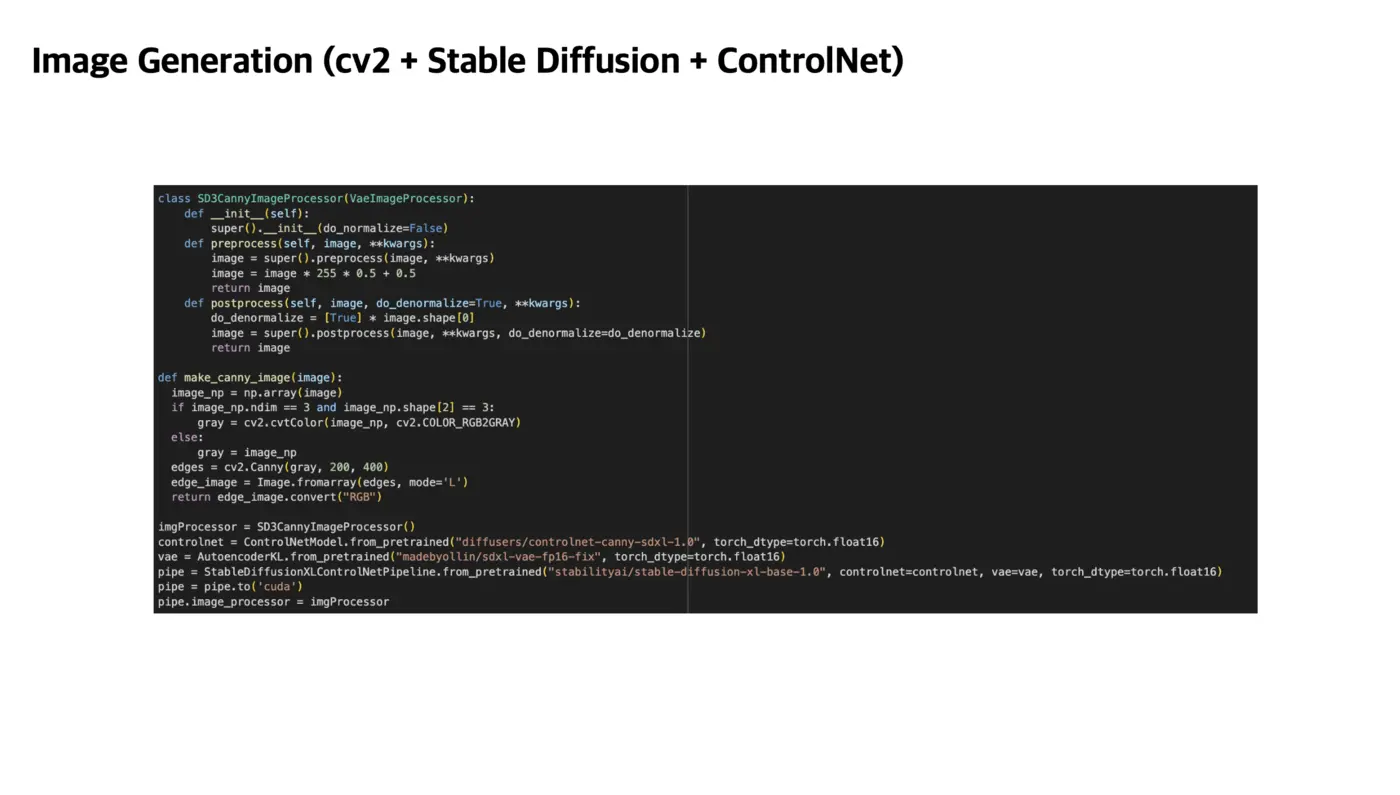 Image Generation (cv2 + Stable Diffusion + ControlNet)
class SD3CannyImageProcessor(VaeImageProcessor):
    def __init__(self):
        super().__init__(do_normalize=False)
    def preprocess(self, image, **kwargs):
        image = super().preprocess(image, **kwargs)
        image = image * 255 * 0.5 + 0.5
        return image
    def postprocess(self, image, do_denormalize=True, **kwargs):
        do_denormalize = [True] * image.shape[0]
        image = super().postprocess(image, **kwargs, do_denormalize=do_denormalize)
        return image
def make_canny_image(image):
  image_np = np.array(image)
  if image_np.ndim == 3 and image_np.shape[2] == 3:
      gray = cv2.cvtColor(image_np, cv2.COLOR_RGB2GRAY)
  else:
      gray = image_np
  edges = cv2.Canny(gray, 200, 400)
  edge_image = Image.fromarray(edges, mode='L')
  return edge_image.convert("RGB")
imgProcessor = SD3CannyImageProcessor()
controlnet = ControlNetModel.from_pretrained("diffusers/controlnet-canny-sdxl-1.0", torch_dtype=torch.float16)
vae = AutoencoderKL.from_pretrained("madebyollin/sdxl-vae-fp16-fix", torch_dtype=torch.float16)
pipe = StableDiffusionXLControlNetPipeline.from_pretrained("stabilityai/stable-diffusion-xl-base-1.0", controlnet=controlnet, vae=vae, torch_dtype=torch.float16)
pipe = pipe.to('cuda')
pipe.image_processor = imgProcessor